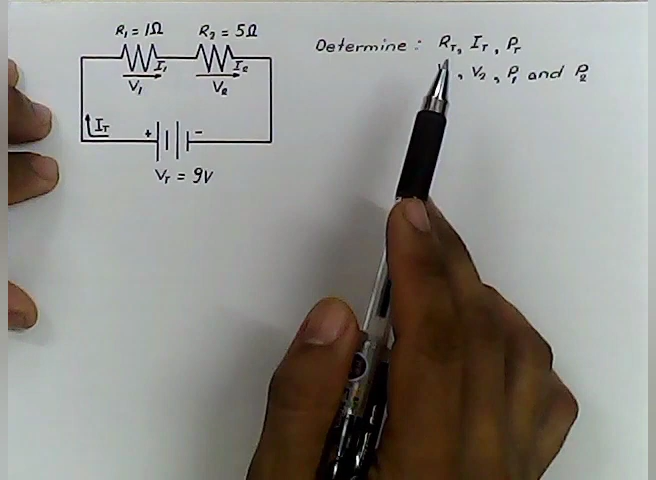 R1 = 1Ω R2 = 5Ω
I1 I2
V1 V2
IT + -
VT = 9V
Determine : RT, IT, PT
, V2, P1 and P2